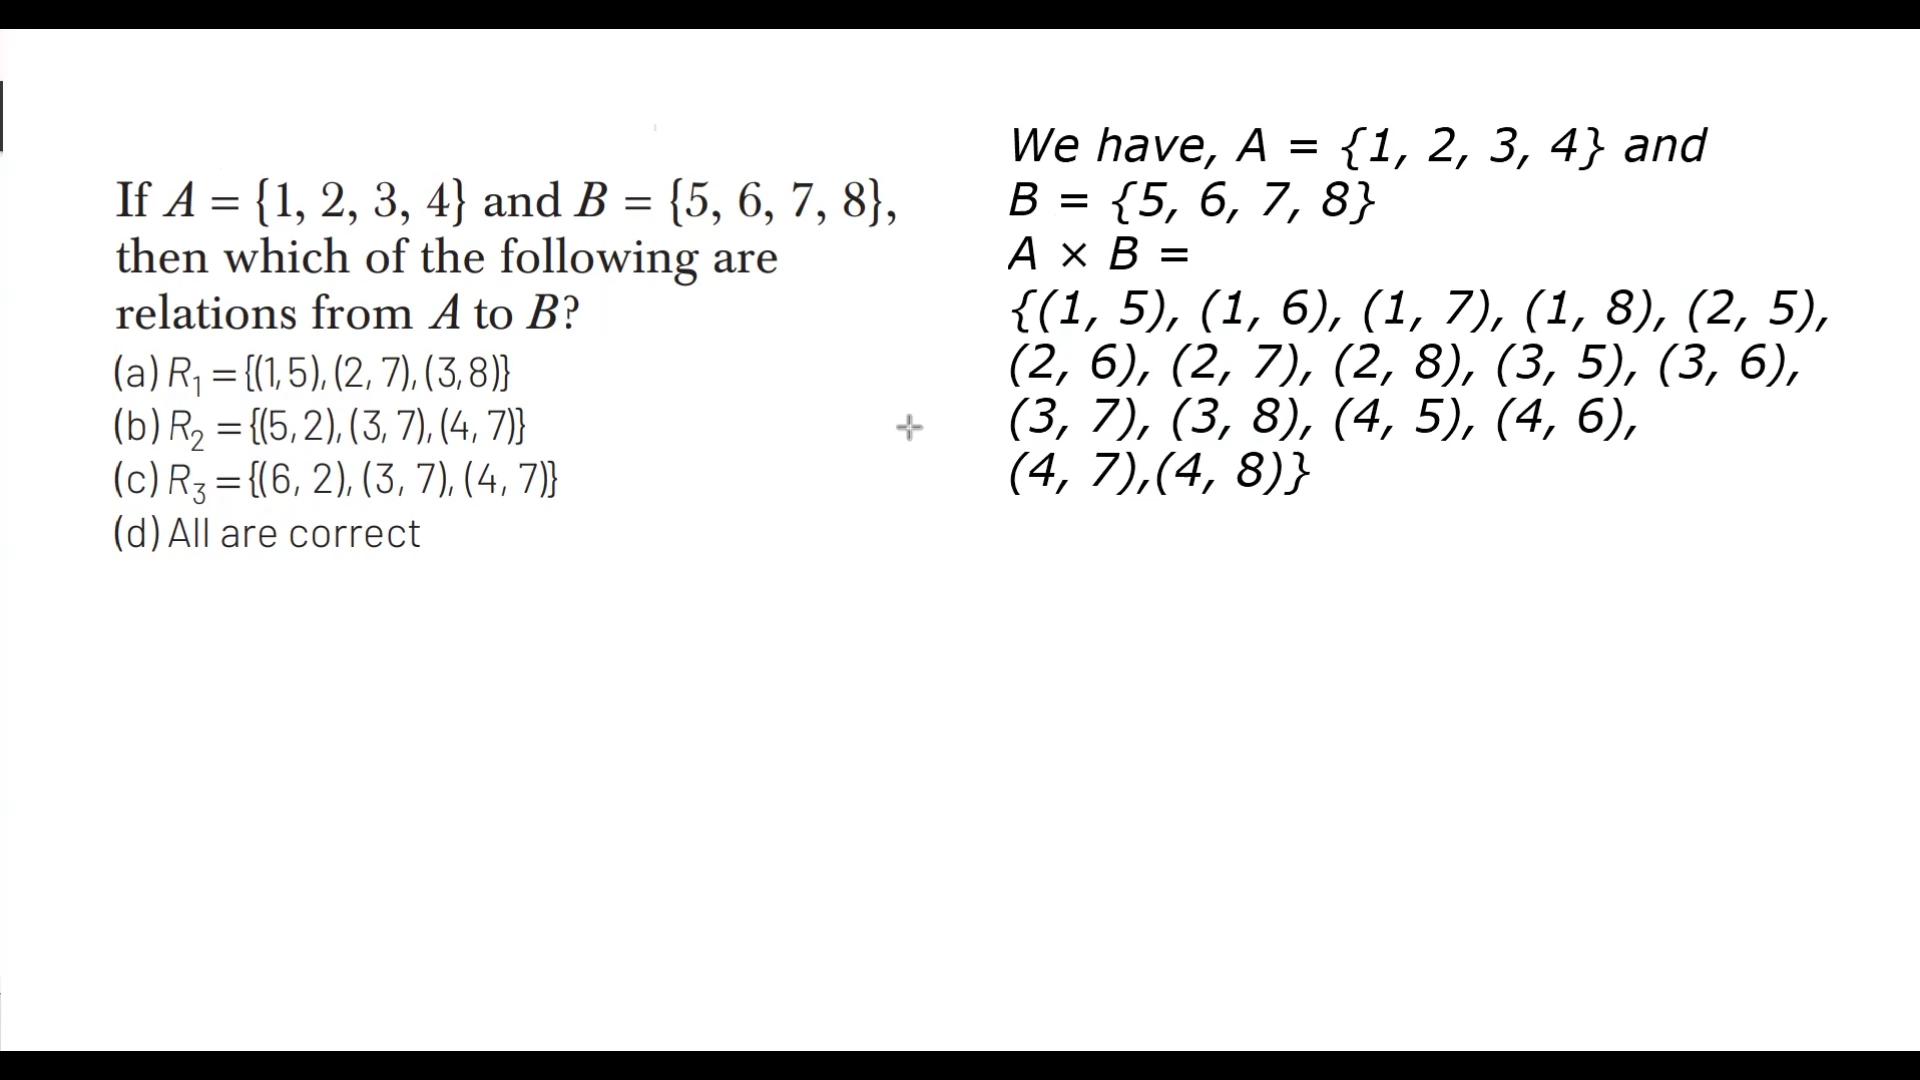 If A = {1, 2, 3, 4} and B = {5, 6, 7, 8},
then which of the following are
relations from A to B?
(a) R₁ = {(1, 5), (2, 7), (3, 8)}
(b) R₂ = {(5, 2), (3, 7), (4, 7)}
(c) R₃ = {(6, 2), (3, 7), (4, 7)}
(d) All are correct
We have, A = {1, 2, 3, 4} and
B = {5, 6, 7, 8}
A × B =
{(1, 5), (1, 6), (1, 7), (1, 8), (2, 5),
(2, 6), (2, 7), (2, 8), (3, 5), (3, 6),
(3, 7), (3, 8), (4, 5), (4, 6),
(4, 7),(4, 8)}